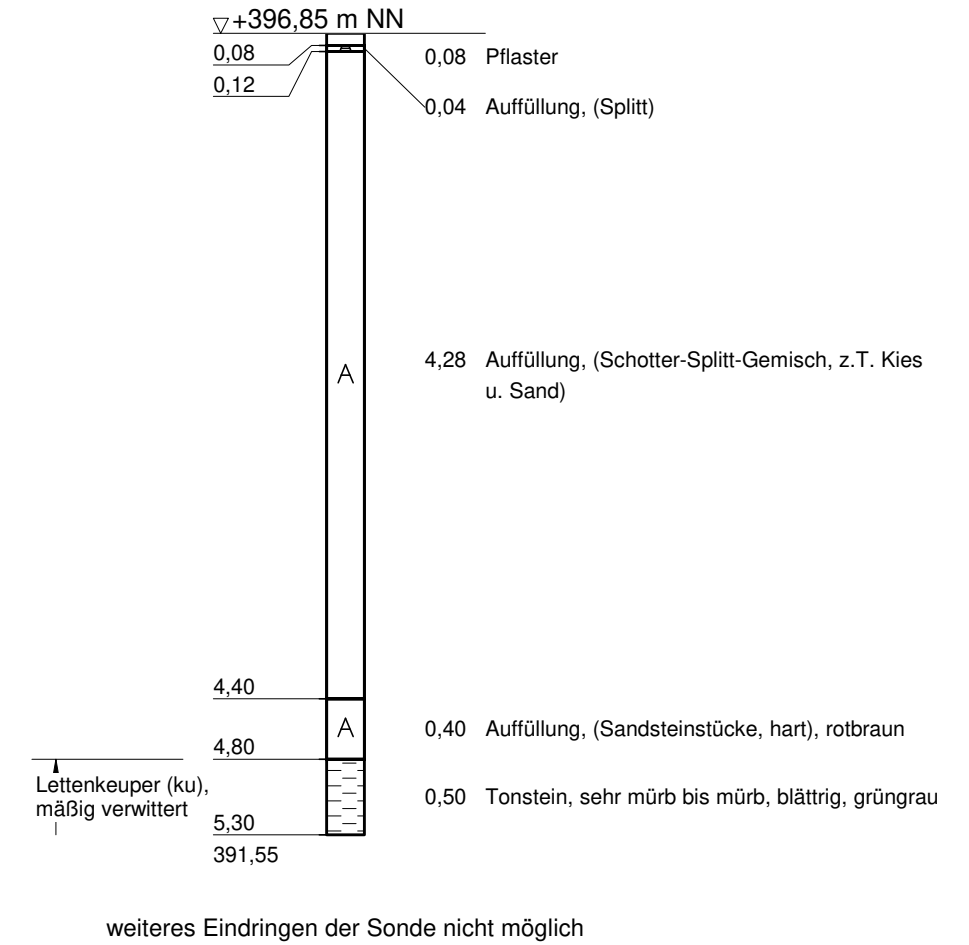 +396,85 m NN
0,08
0,08 Pflaster
0,12
0,04 Auffüllung, (Splitt)
A
4,28 Auffüllung, (Schotter-Splitt-Gemisch, z.T. Kies
u. Sand)
4,40
A
0,40 Auffüllung, (Sandsteinstücke, hart), rotbraun
4,80
Lettenkeuper (ku),
mäßig verwittert
0,50 Tonstein, sehr mürb bis mürb, blättrig, grüngrau
5,30
391,55
weiteres Eindringen der Sonde nicht möglich